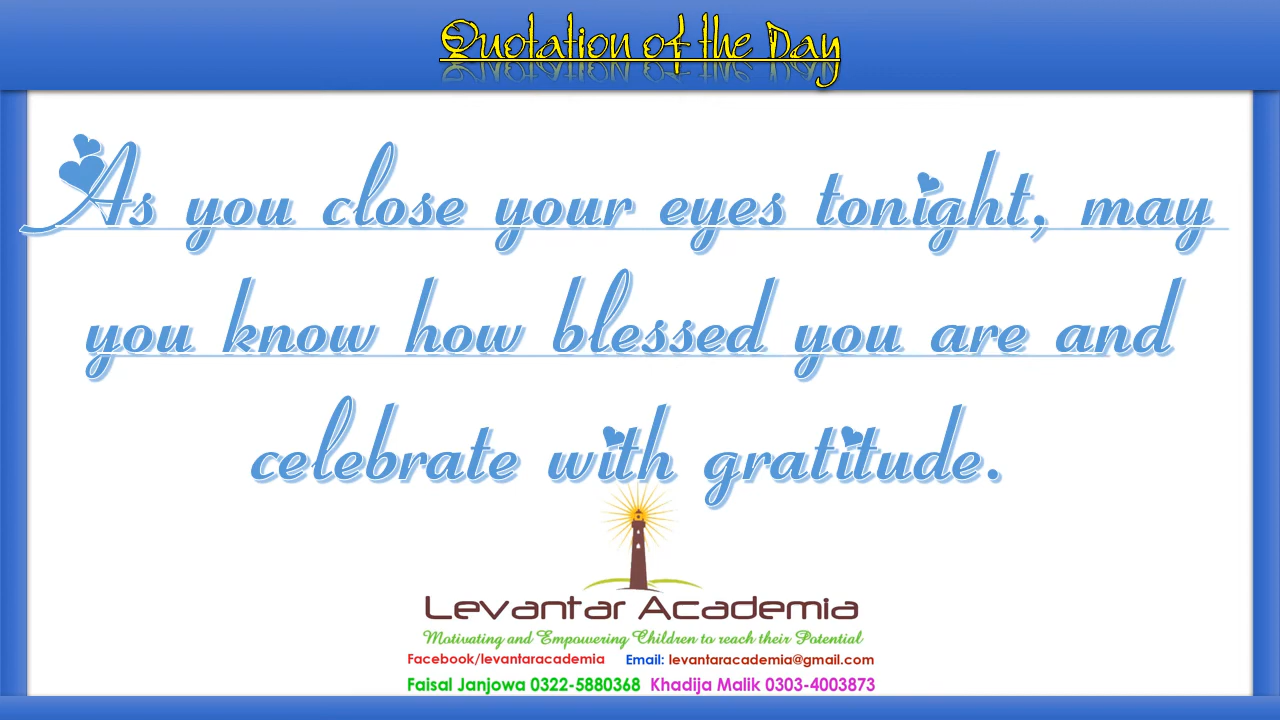 Quotation of the Day
As you close your eyes tonight, may
you know how blessed you are and
celebrate with gratitude.
Levantar Academia
Motivating and Empowering Children to reach their Potential
Facebook/levantaracademia Email: levantaracademia@gmail.com
Faisal Janjowa 0322-5880368 Khadija Malik 0303-4003873